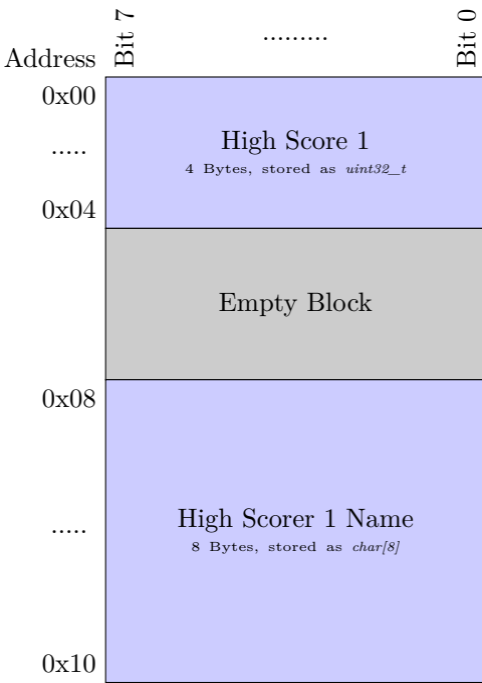 Address
Bit 7
.........
Bit 0
0x00
.....
0x04
High Score 1
4 Bytes, stored as uint32_t
Empty Block
0x08
.....
0x10
High Scorer 1 Name
8 Bytes, stored as char[8]